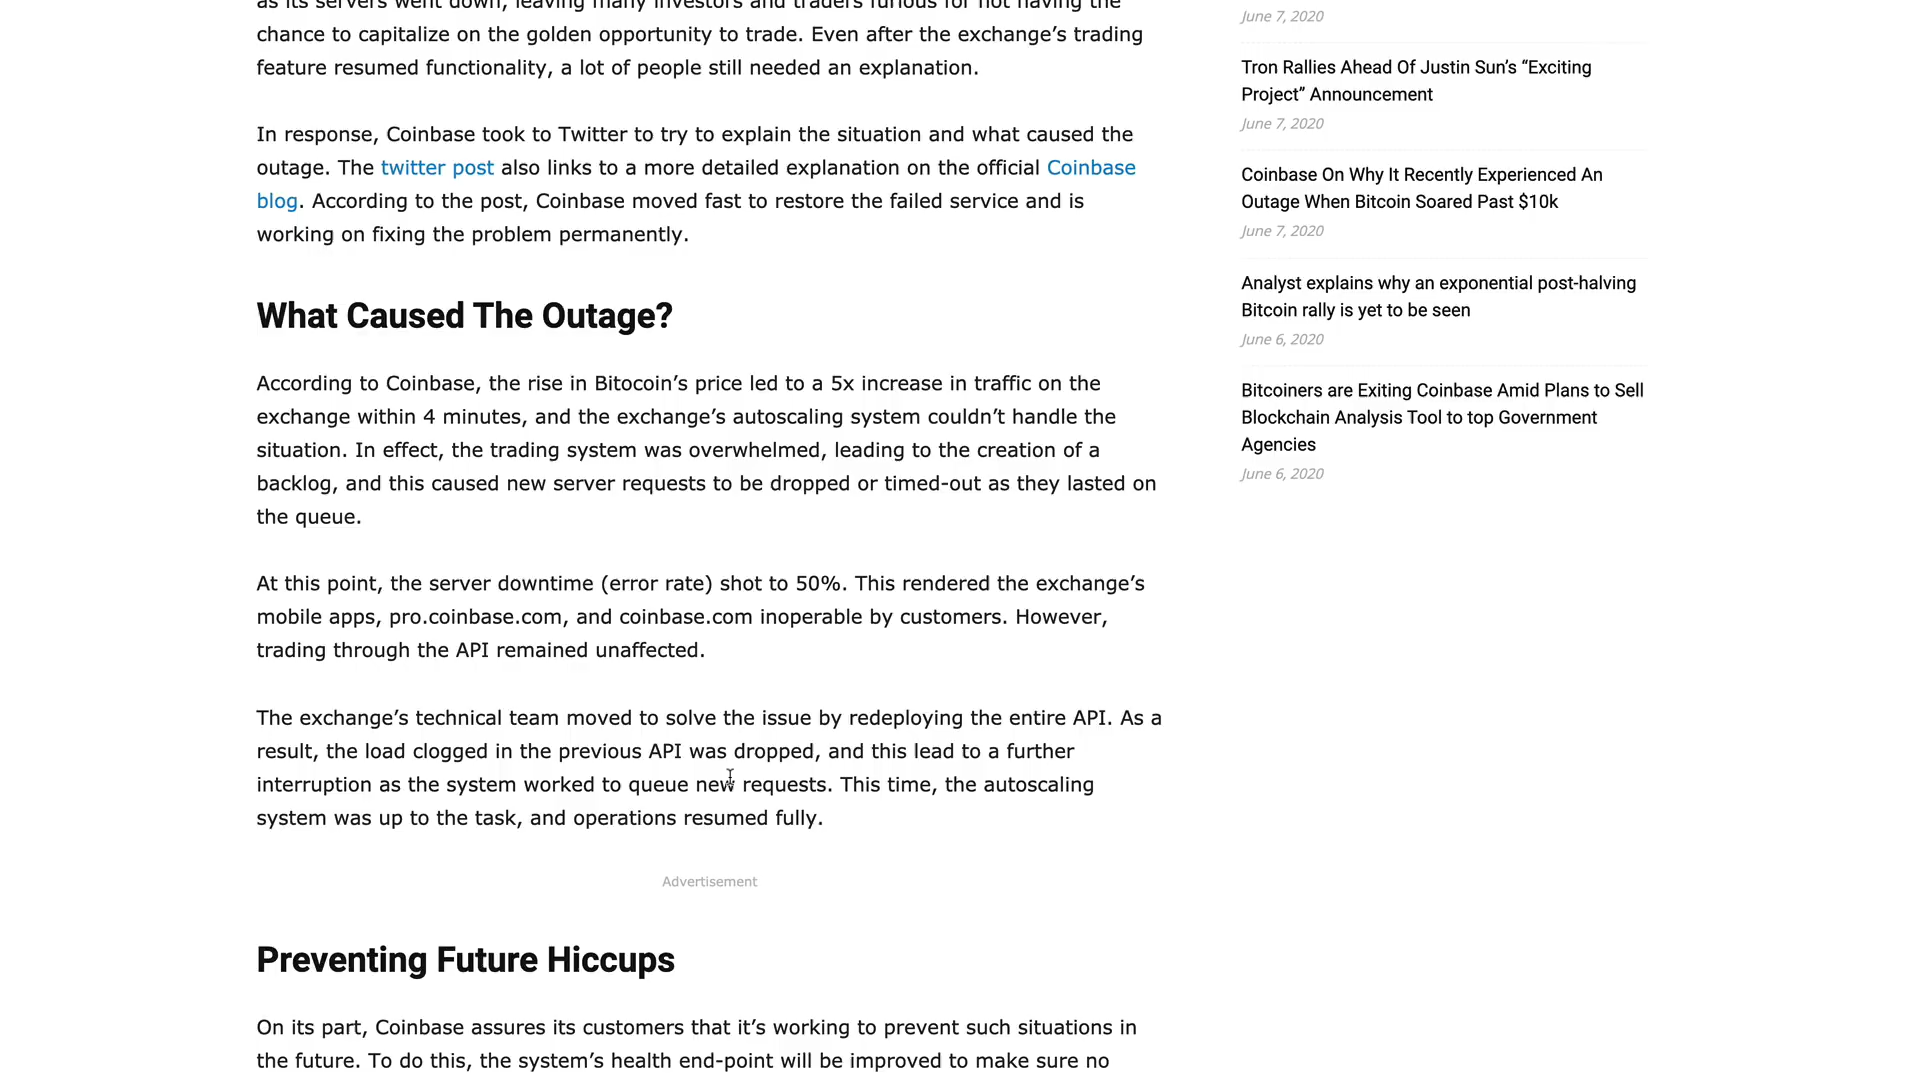 as its servers went down, leaving many investors and traders furious for not having the
chance to capitalize on the golden opportunity to trade. Even after the exchange’s trading
feature resumed functionality, a lot of people still needed an explanation.
In response, Coinbase took to Twitter to try to explain the situation and what caused the
outage. The twitter post also links to a more detailed explanation on the official Coinbase
blog. According to the post, Coinbase moved fast to restore the failed service and is
working on fixing the problem permanently.
What Caused The Outage?
According to Coinbase, the rise in Bitocoin’s price led to a 5x increase in traffic on the
exchange within 4 minutes, and the exchange’s autoscaling system couldn’t handle the
situation. In effect, the trading system was overwhelmed, leading to the creation of a
backlog, and this caused new server requests to be dropped or timed-out as they lasted on
the queue.
At this point, the server downtime (error rate) shot to 50%. This rendered the exchange’s
mobile apps, pro.coinbase.com, and coinbase.com inoperable by customers. However,
trading through the API remained unaffected.
The exchange’s technical team moved to solve the issue by redeploying the entire API. As a
result, the load clogged in the previous API was dropped, and this lead to a further
interruption as the system worked to queue new requests. This time, the autoscaling
system was up to the task, and operations resumed fully.
Advertisement
Preventing Future Hiccups
On its part, Coinbase assures its customers that it’s working to prevent such situations in
the future. To do this, the system’s health end-point will be improved to make sure no
June 7, 2020
Tron Rallies Ahead Of Justin Sun’s “Exciting
Project” Announcement
June 7, 2020
Coinbase On Why It Recently Experienced An
Outage When Bitcoin Soared Past $10k
June 7, 2020
Analyst explains why an exponential post-halving
Bitcoin rally is yet to be seen
June 6, 2020
Bitcoiners are Exiting Coinbase Amid Plans to Sell
Blockchain Analysis Tool to top Government
Agencies
June 6, 2020